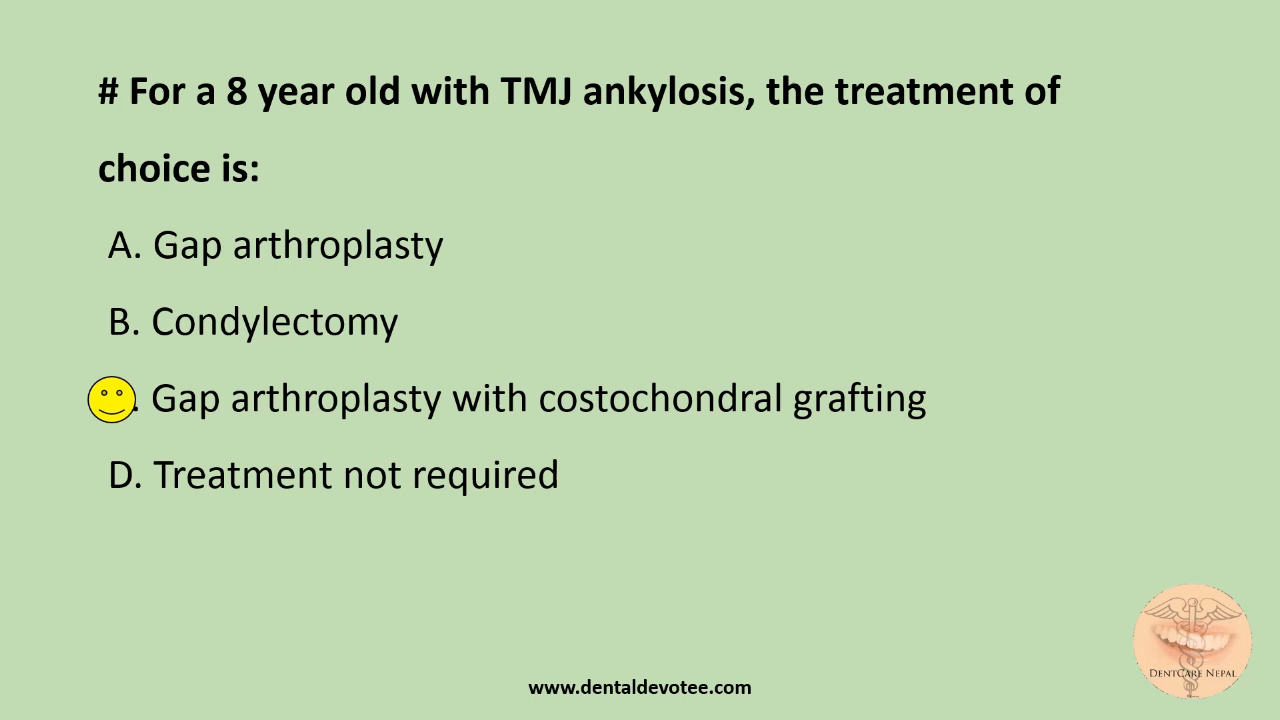 # For a 8 year old with TMJ ankylosis, the treatment of
choice is:
A. Gap arthroplasty
B. Condylectomy
. Gap arthroplasty with costochondral grafting
D. Treatment not required
DentCare Nepal
www.dentaldevotee.com